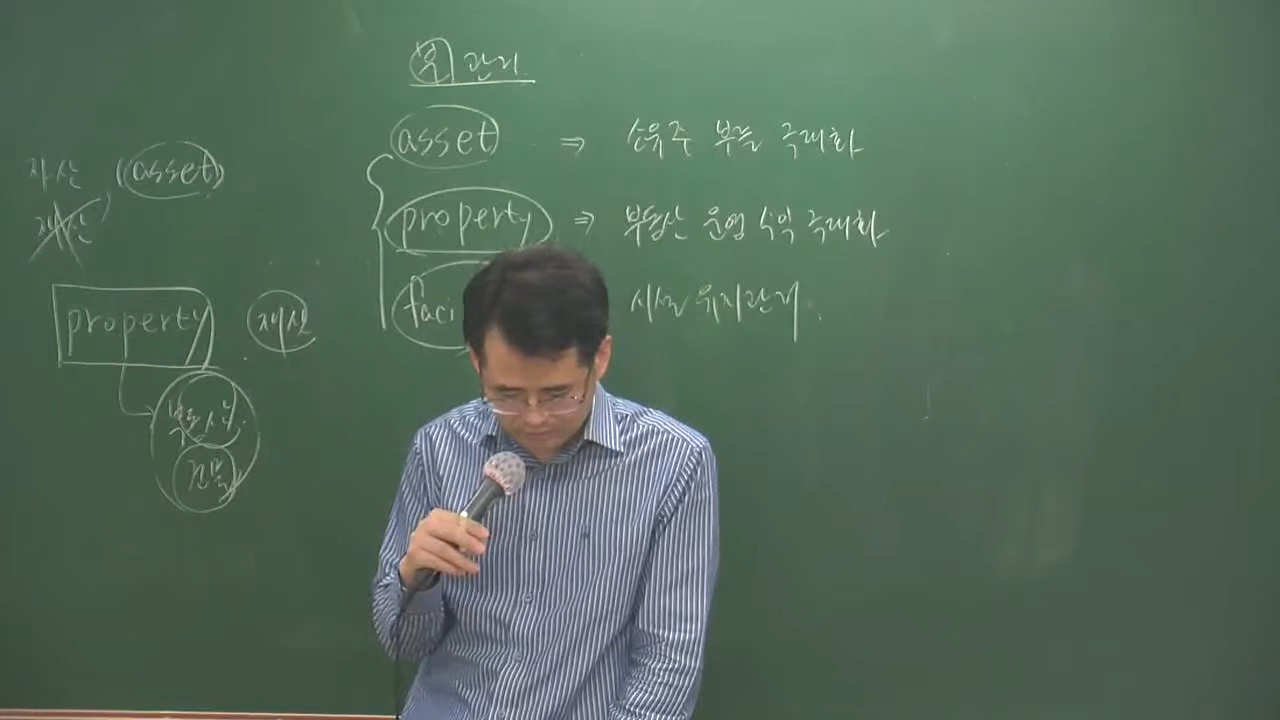 관리
asset ⇒ 소유주 부를 극대화
property ⇒ 부동산 운영 수익 극대화
faci 시설 유지관리.
자산 (asset)
재산
property 재산
부동산
건물